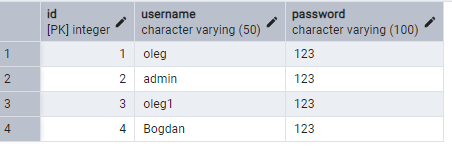 id username password
[PK] integer character varying (50) character varying (100)
1 1 oleg 123
2 2 admin 123
3 3 oleg1 123
4 4 Bogdan 123